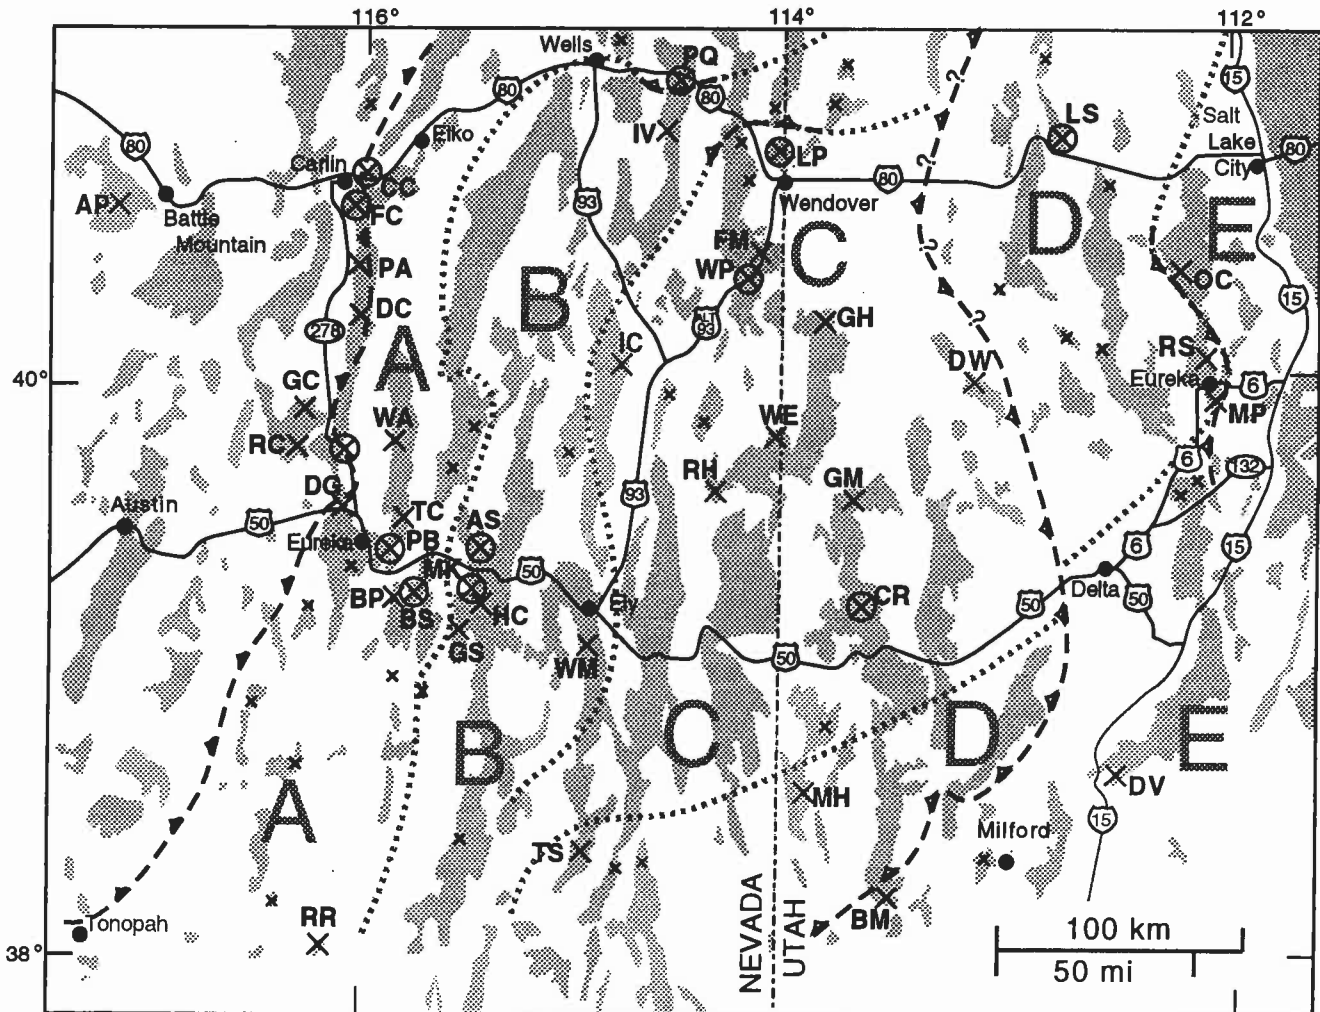 116°
114°
112°
Wells
PQ
80
80
15
80
IV
LS
Salt
Lake
City
80
Elko
LP
80
Carlin
CC
80
Wendover
AP
Battle
Mountain
FC
93
D
E
FM
WP
C
PA
B
OC
DC
15
278
ALT
93
GH
A
IC
DW
RS
40°
Eureka
6
GC
MP
WA
WE
RC
6
132
RH
GM
DG
93
Austin
TC
AS
50
Eureka
PB
6
15
MK
50
Delta
BP
BS
HC
Ely
CR
50
50
GS
WM
50
B
C
D
E
A
MH
DV
15
Milford
TS
NEVADA
UTAH
BM
Tonopah
RR
100 km
38°
50 mi
?
?
?
?